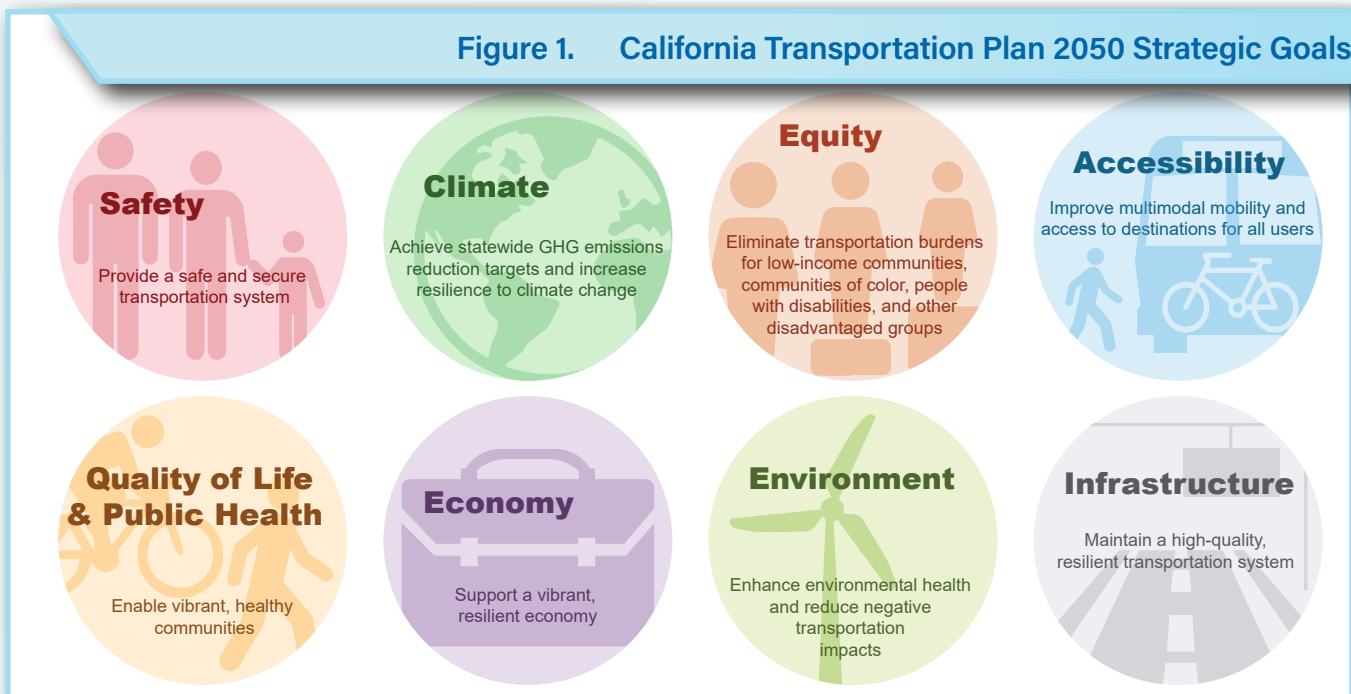 Figure 1. California Transportation Plan 2050 Strategic Goals
Safety
Provide a safe and secure
transportation system
Climate
Achieve statewide GHG emissions
reduction targets and increase
resilience to climate change
Equity
Eliminate transportation burdens
for low-income communities,
communities of color, people
with disabilities, and other
disadvantaged groups
Accessibility
Improve multimodal mobility and
access to destinations for all users
Quality of Life
& Public Health
Enable vibrant, healthy
communities
Economy
Support a vibrant,
resilient economy
Environment
Enhance environmental health
and reduce negative
transportation
impacts
Infrastructure
Maintain a high-quality,
resilient transportation system